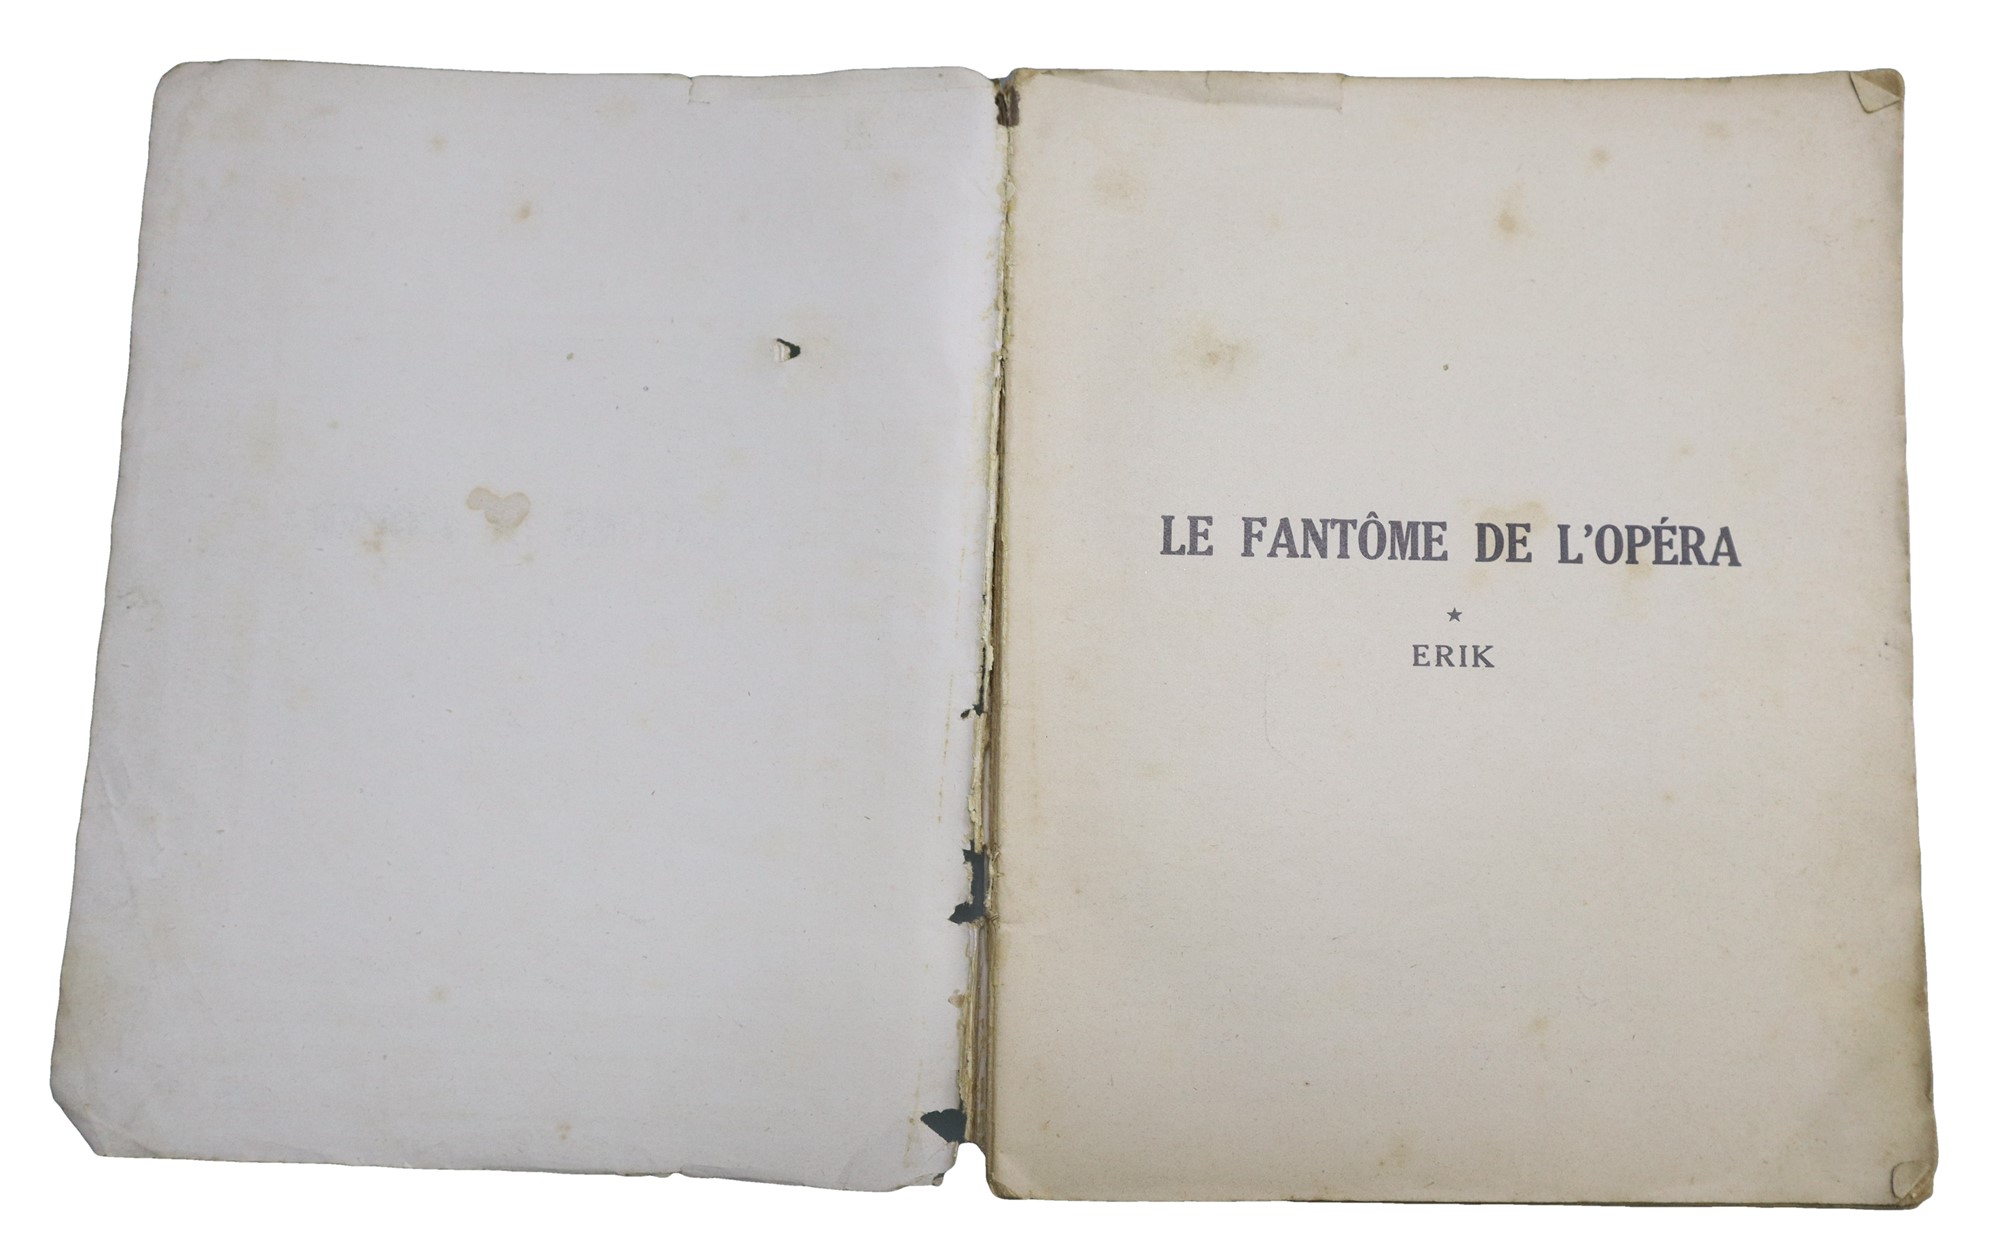 LE FANTÔME DE L'OPÉRA
★
ERIK